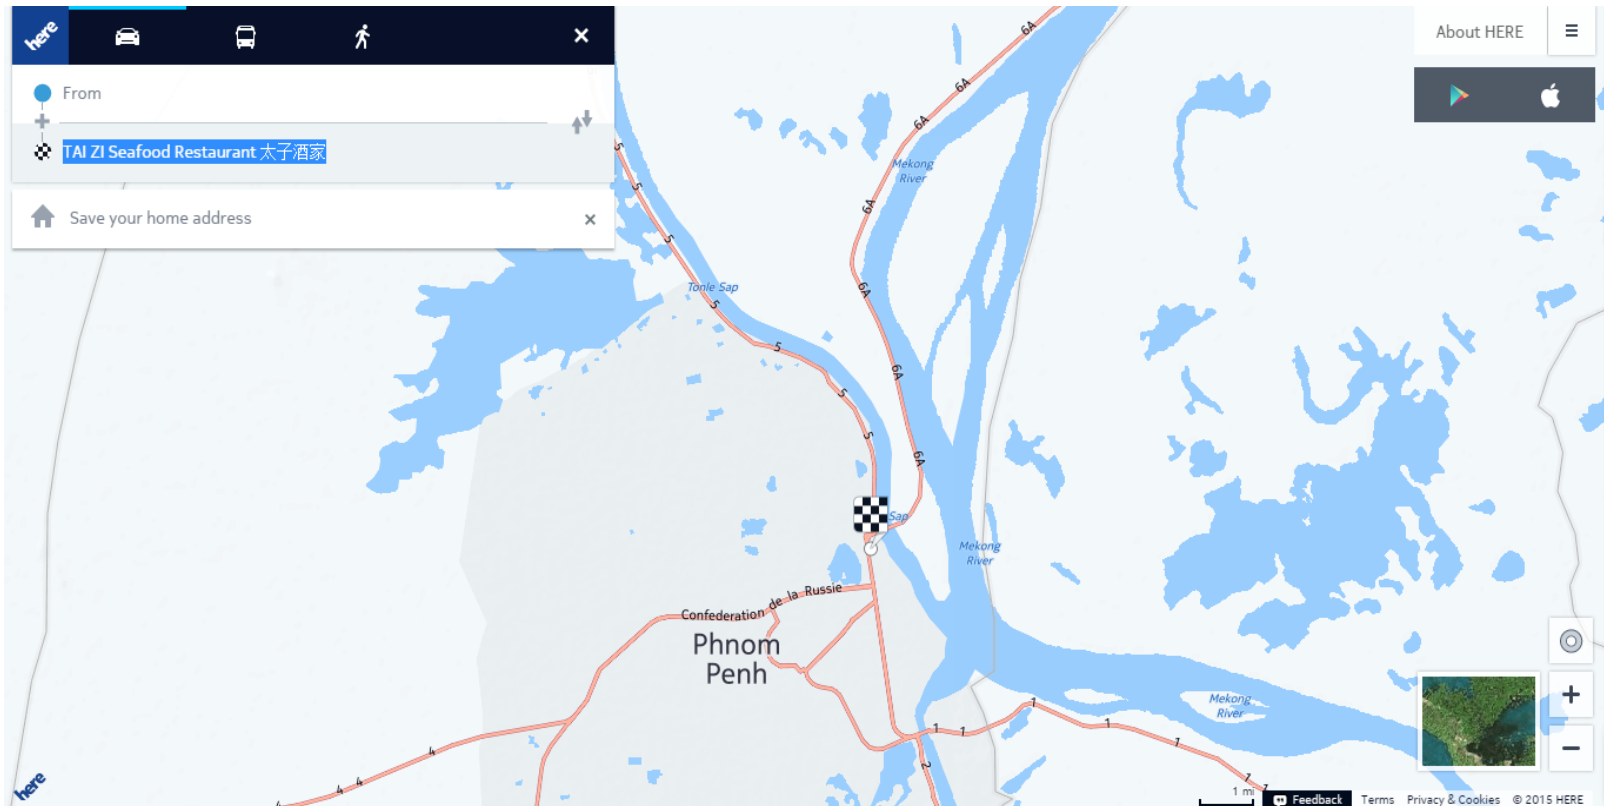 here
About HERE
From
TAI ZI Seafood Restaurant 太子酒家
Save your home address
6A
6A
6A
Mekong
River
5
5
6A
5
Tonle Sap
5
6A
5
6A
5
5
6A
Sap
Mekong
River
Confederation de la Russie
Phnom
Penh
Mekong
River
1
1
1
1
1
1
1
2
4
4
4
4
here
1 mi
Feedback
Terms
Privacy & Cookies
© 2015 HERE